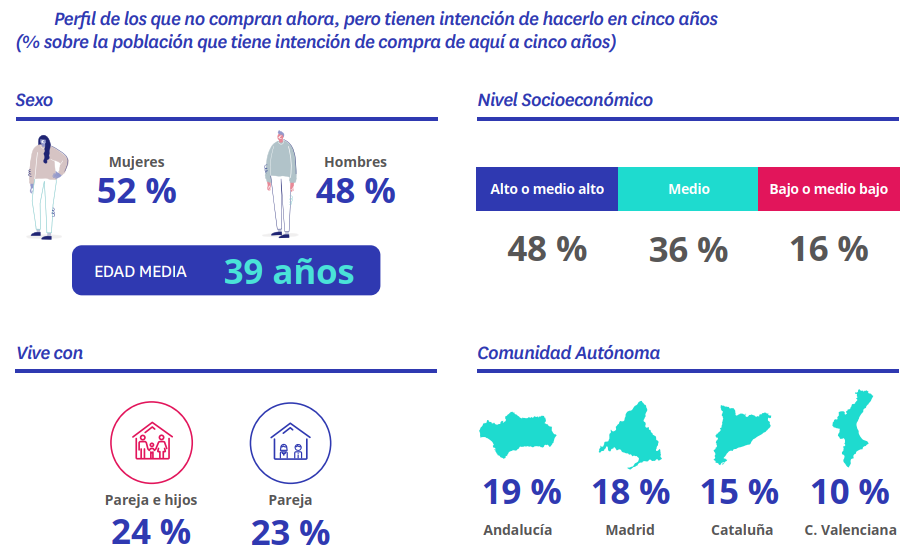 Perfil de los que no compran ahora, pero tienen intención de hacerlo en cinco años
(% sobre la población que tiene intención de compra de aquí a cinco años)
Sexo
Mujeres
52 %
Hombres
48 %
EDAD MEDIA 39 años
Nivel Socioeconómico
Alto o medio alto Medio Bajo o medio bajo
48 % 36 % 16 %
Vive con
Pareja e hijos
24 %
Pareja
23 %
Comunidad Autónoma
19 % 18 % 15 % 10 %
Andalucía Madrid Cataluña C. Valenciana